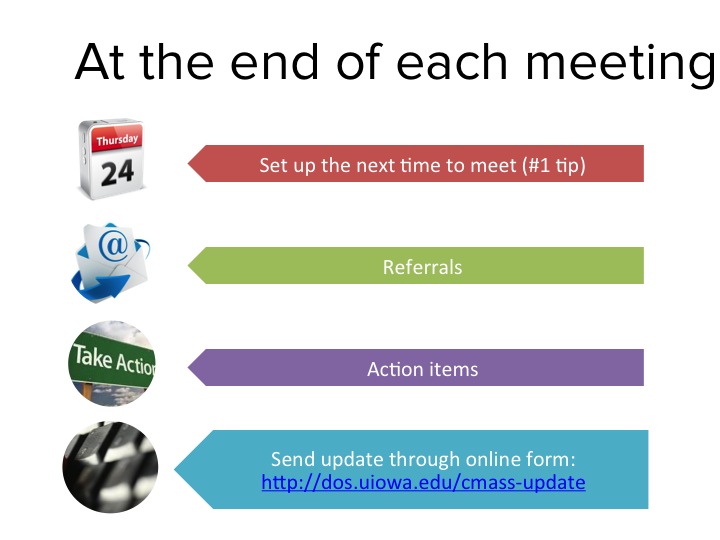 At the end of each meeting
Thursday
24
Set up the next time to meet (#1 tip)
@
Referrals
Take Action
Action items
Send update through online form:
http://dos.uiowa.edu/cmass-update